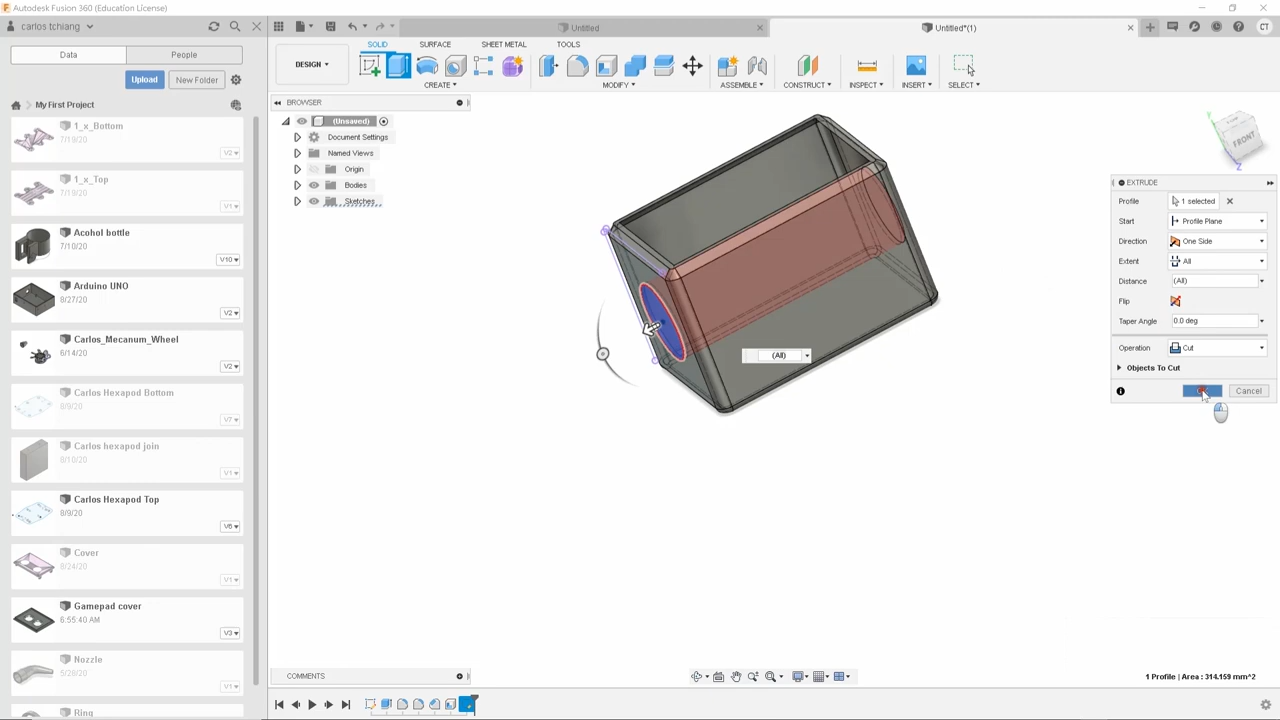 Autodesk Fusion 360 (Education License)
carlos tchiang
Untitled
Untitled*(1)
CT
Data
People
SOLID
SURFACE
SHEET METAL
TOOLS
DESIGN
CREATE
MODIFY
ASSEMBLE
CONSTRUCT
INSPECT
INSERT
SELECT
Upload
New Folder
My First Project
1_x_Bottom
7/19/20
V2
1_x_Top
7/19/20
V1
Acohol bottle
7/10/20
V10
Arduino UNO
8/27/20
V2
Carlos_Mecanum_Wheel
6/14/20
V2
Carlos Hexapod Bottom
8/8/20
V7
Carlos hexapod join
8/10/20
V1
Carlos Hexapod Top
8/9/20
V6
Cover
8/24/20
V1
Gamepad cover
6:55:40 AM
V3
Nozzle
5/28/20
V1
Ring
BROWSER
(Unsaved)
Document Settings
Named Views
Origin
Bodies
Sketches
FRONT
Y
Z
(All)
EXTRUDE
Profile
1 selected
Start
Profile Plane
Direction
One Side
Extent
All
Distance
(All)
Flip
Taper Angle
0.0 deg
Operation
Cut
Objects To Cut
Cancel
COMMENTS
1 Profile | Area : 314.159 mm^2